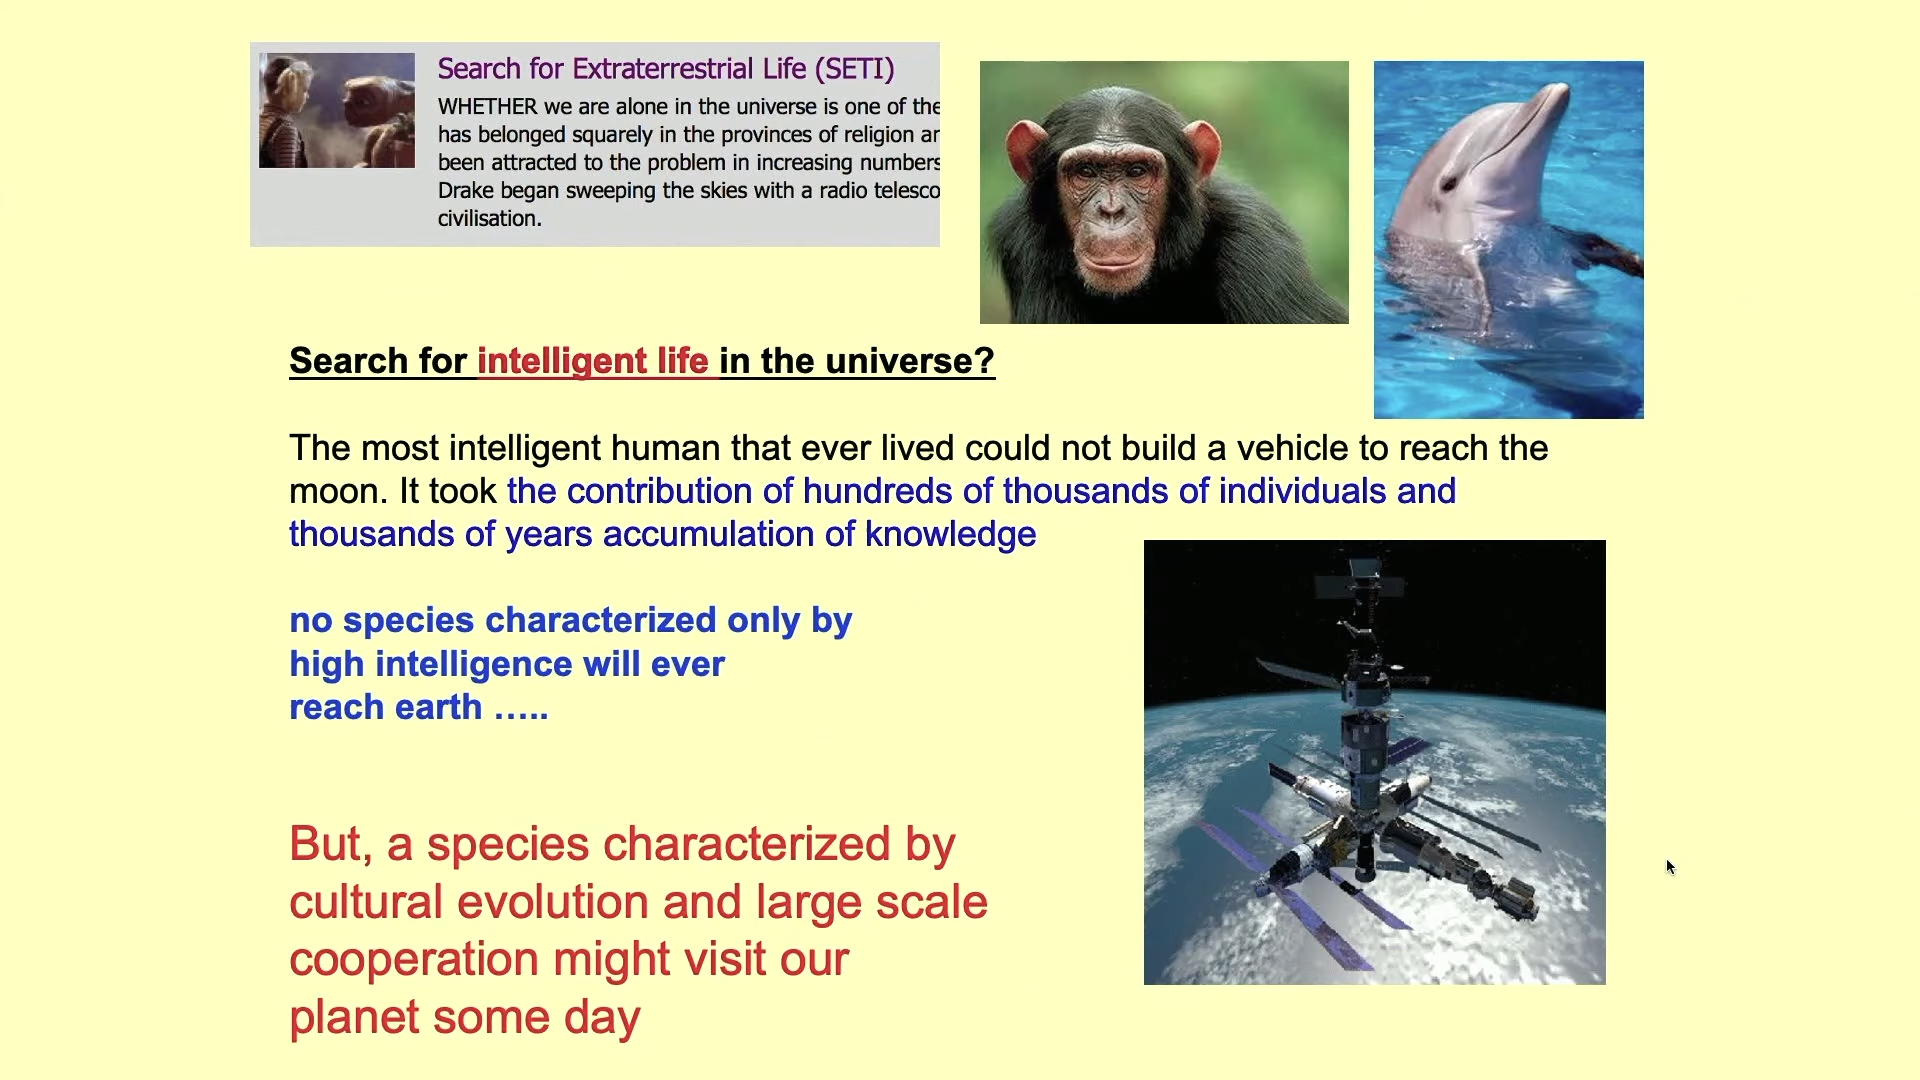 Search for Extraterrestrial Life (SETI)
WHETHER we are alone in the universe is one of the
has belonged squarely in the provinces of religion
been attracted to the problem in increasing numbers
Drake began sweeping the skies with a radio
civilisation.
Search for intelligent life in the universe?
The most intelligent human that ever lived could not build a vehicle to reach the
moon. It took the contribution of hundreds of thousands of individuals and
thousands of years accumulation of knowledge
no species characterized only by
high intelligence will ever
reach earth …..
But, a species characterized by
cultural evolution and large scale
cooperation might visit our
planet some day